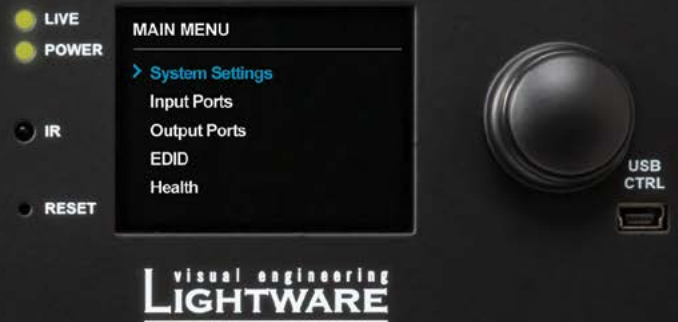 LIVE
POWER
IR
RESET
MAIN MENU
> System Settings
Input Ports
Output Ports
EDID
Health
USB
CTRL
visual engineering
LIGHTWARE